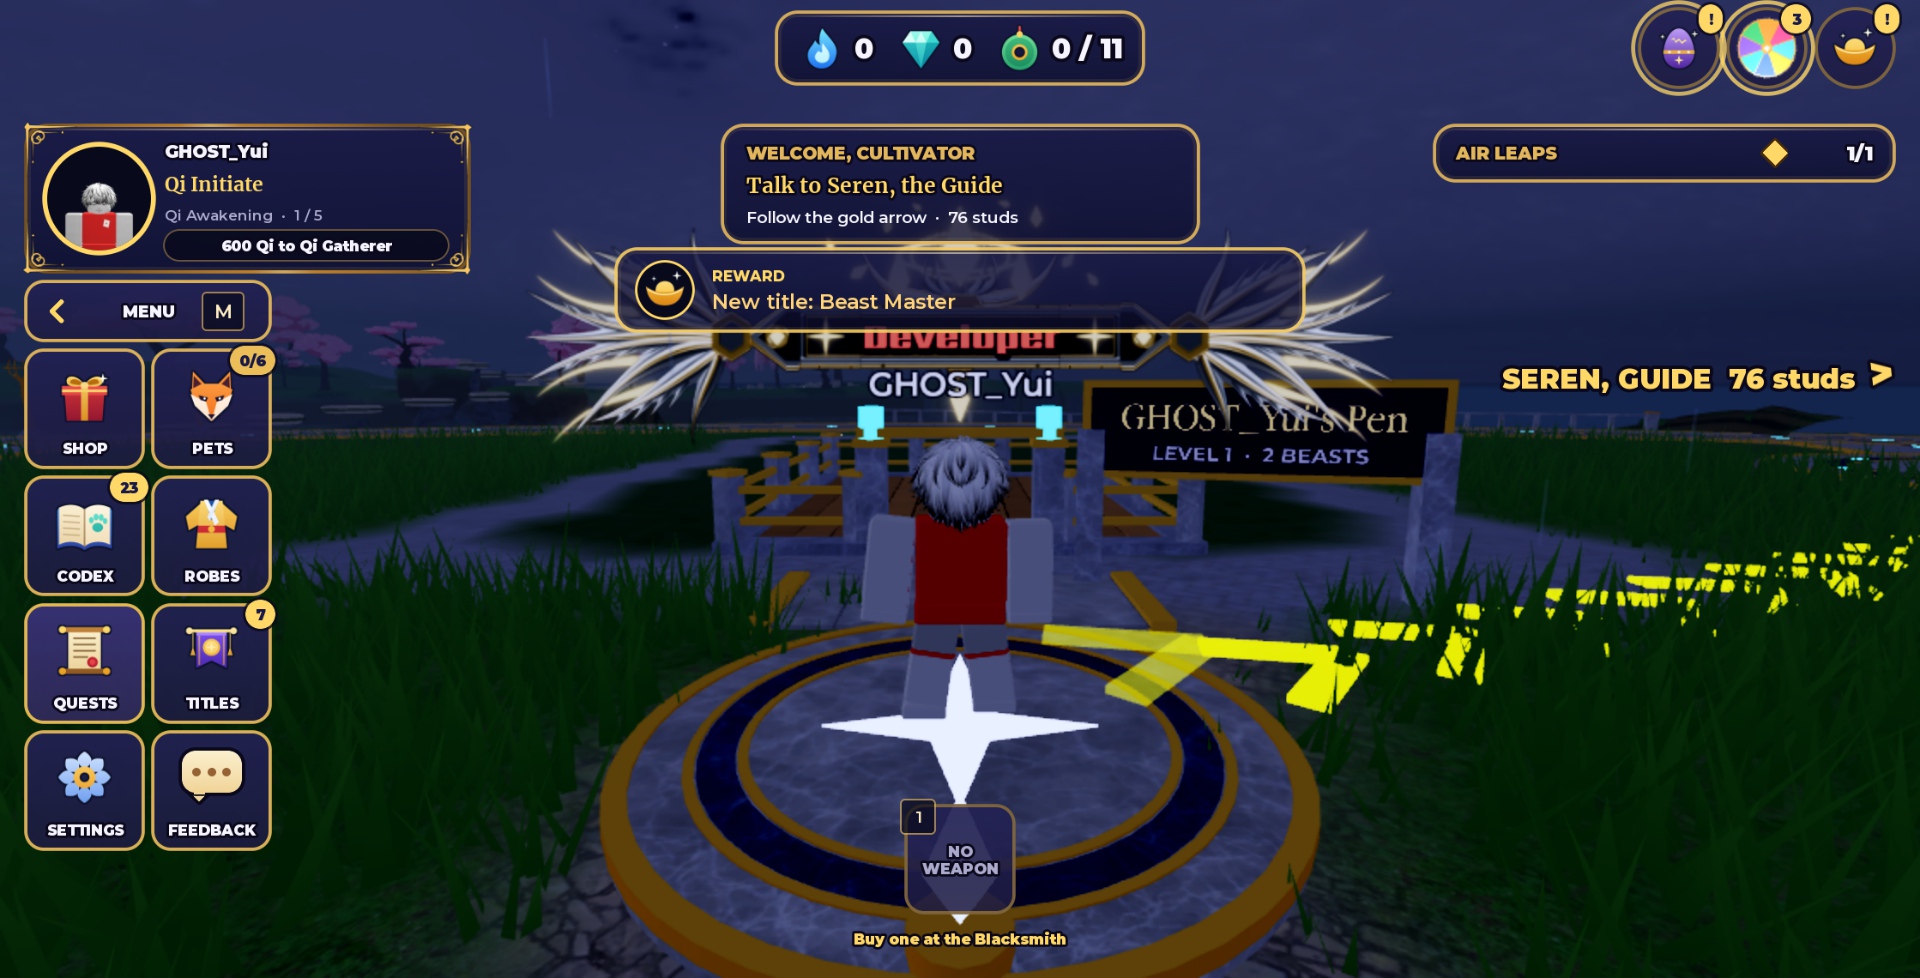 0
0
0 / 11
!
3
!
GHOST_Yui
Qi Initiate
Qi Awakening · 1 / 5
600 Qi to Qi Gatherer
WELCOME, CULTIVATOR
Talk to Seren, the Guide
Follow the gold arrow · 76 studs
AIR LEAPS
1/1
REWARD
New title: Beast Master
MENU
M
Developer
GHOST_Yui
SEREN, GUIDE 76 studs >
GHOST_Yui's Pen
LEVEL 1 · 2 BEASTS
SHOP
0/6
PETS
23
CODEX
ROBES
QUESTS
7
TITLES
SETTINGS
FEEDBACK
1
NO
WEAPON
Buy one at the Blacksmith